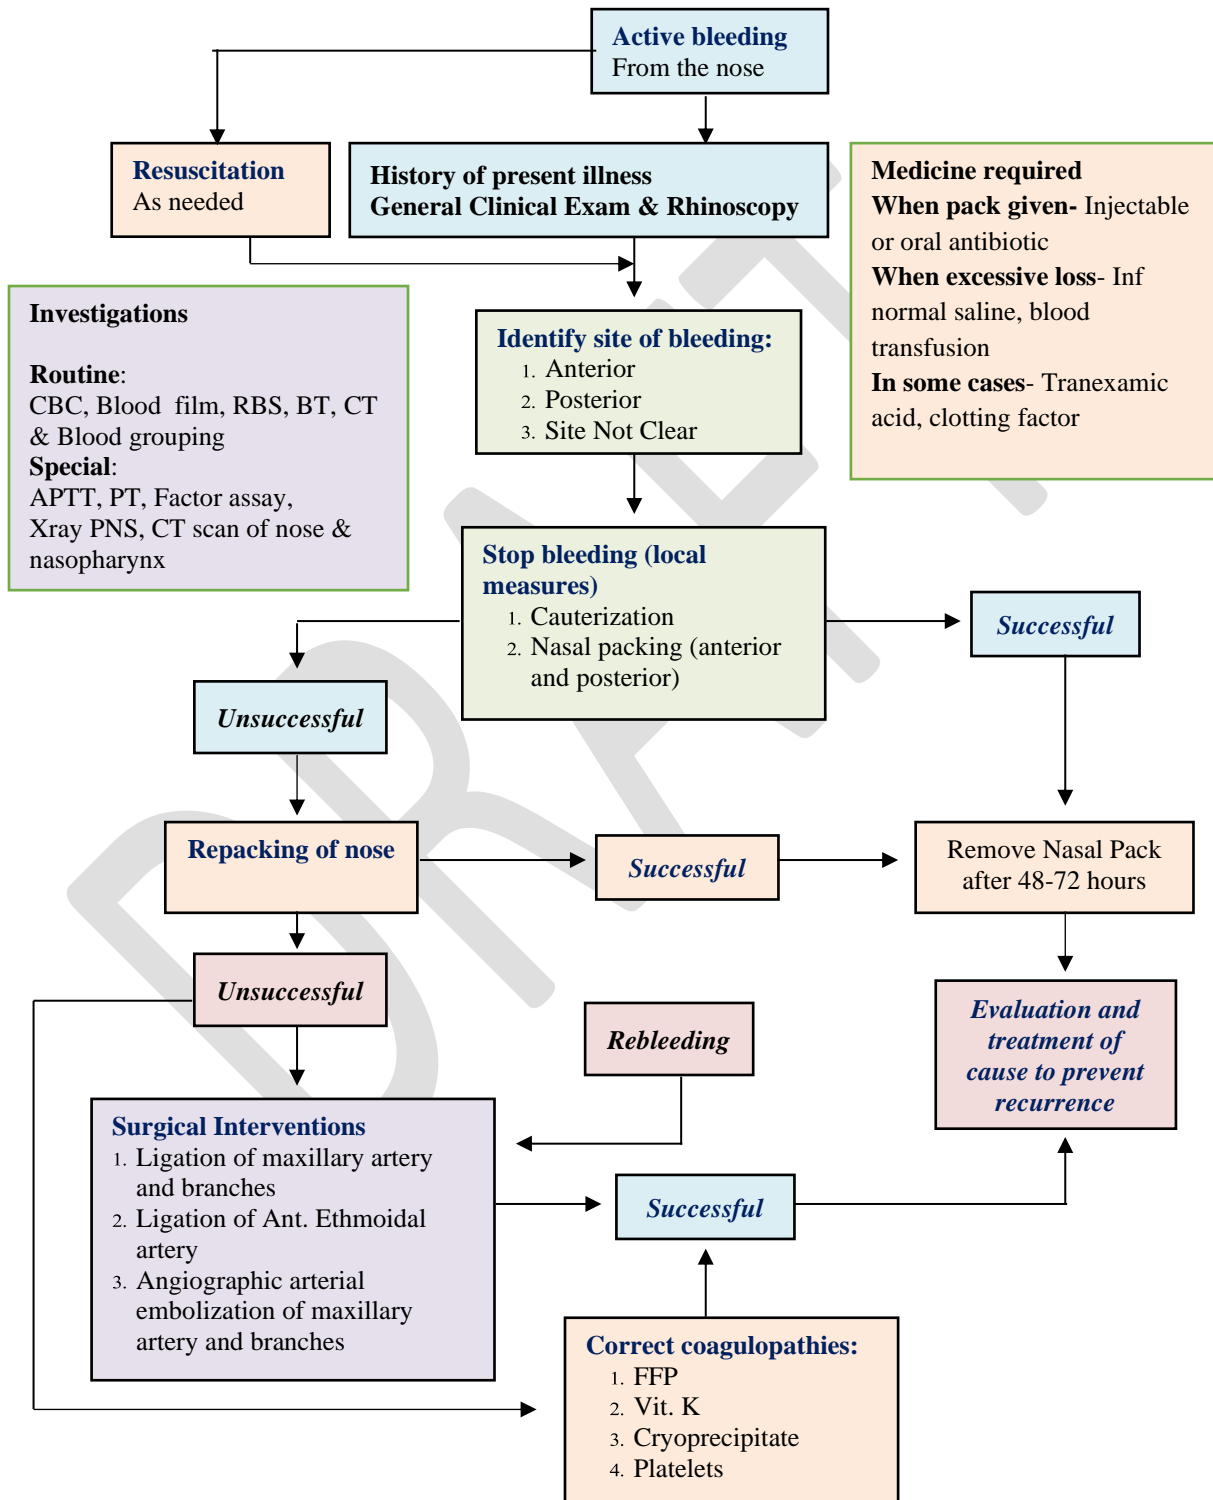 Active bleeding
From the nose
Resuscitation
As needed
History of present illness
General Clinical Exam & Rhinoscopy
Medicine required
When pack given- Injectable
or oral antibiotic
When excessive loss- Inf
normal saline, blood
transfusion
In some cases- Tranexamic
acid, clotting factor
Investigations
Routine:
CBC, Blood film, RBS, BT, CT
& Blood grouping
Special:
APTT, PT, Factor assay,
Xray PNS, CT scan of nose &
nasopharynx
Identify site of bleeding:
1. Anterior
2. Posterior
3. Site Not Clear
Stop bleeding (local
measures)
1. Cauterization
2. Nasal packing (anterior
and posterior)
Successful
Unsuccessful
Repacking of nose
Successful
Remove Nasal Pack
after 48-72 hours
Unsuccessful
Rebleeding
Evaluation and
treatment of
cause to prevent
recurrence
Surgical Interventions
1. Ligation of maxillary artery
and branches
2. Ligation of Ant. Ethmoidal
artery
3. Angiographic arterial
embolization of maxillary
artery and branches
Successful
Correct coagulopathies:
1. FFP
2. Vit. K
3. Cryoprecipitate
4. Platelets
DRAFT